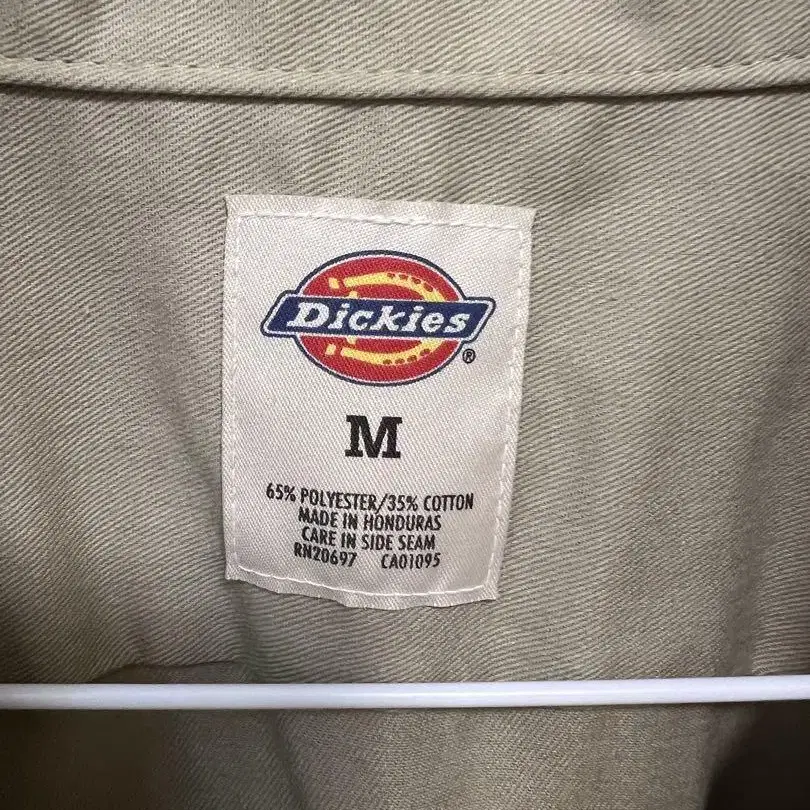 Dickies®
M
65% POLYESTER/35% COTTON
MADE IN HONDURAS
CARE IN SIDE SEAM
RN20697 CA01095